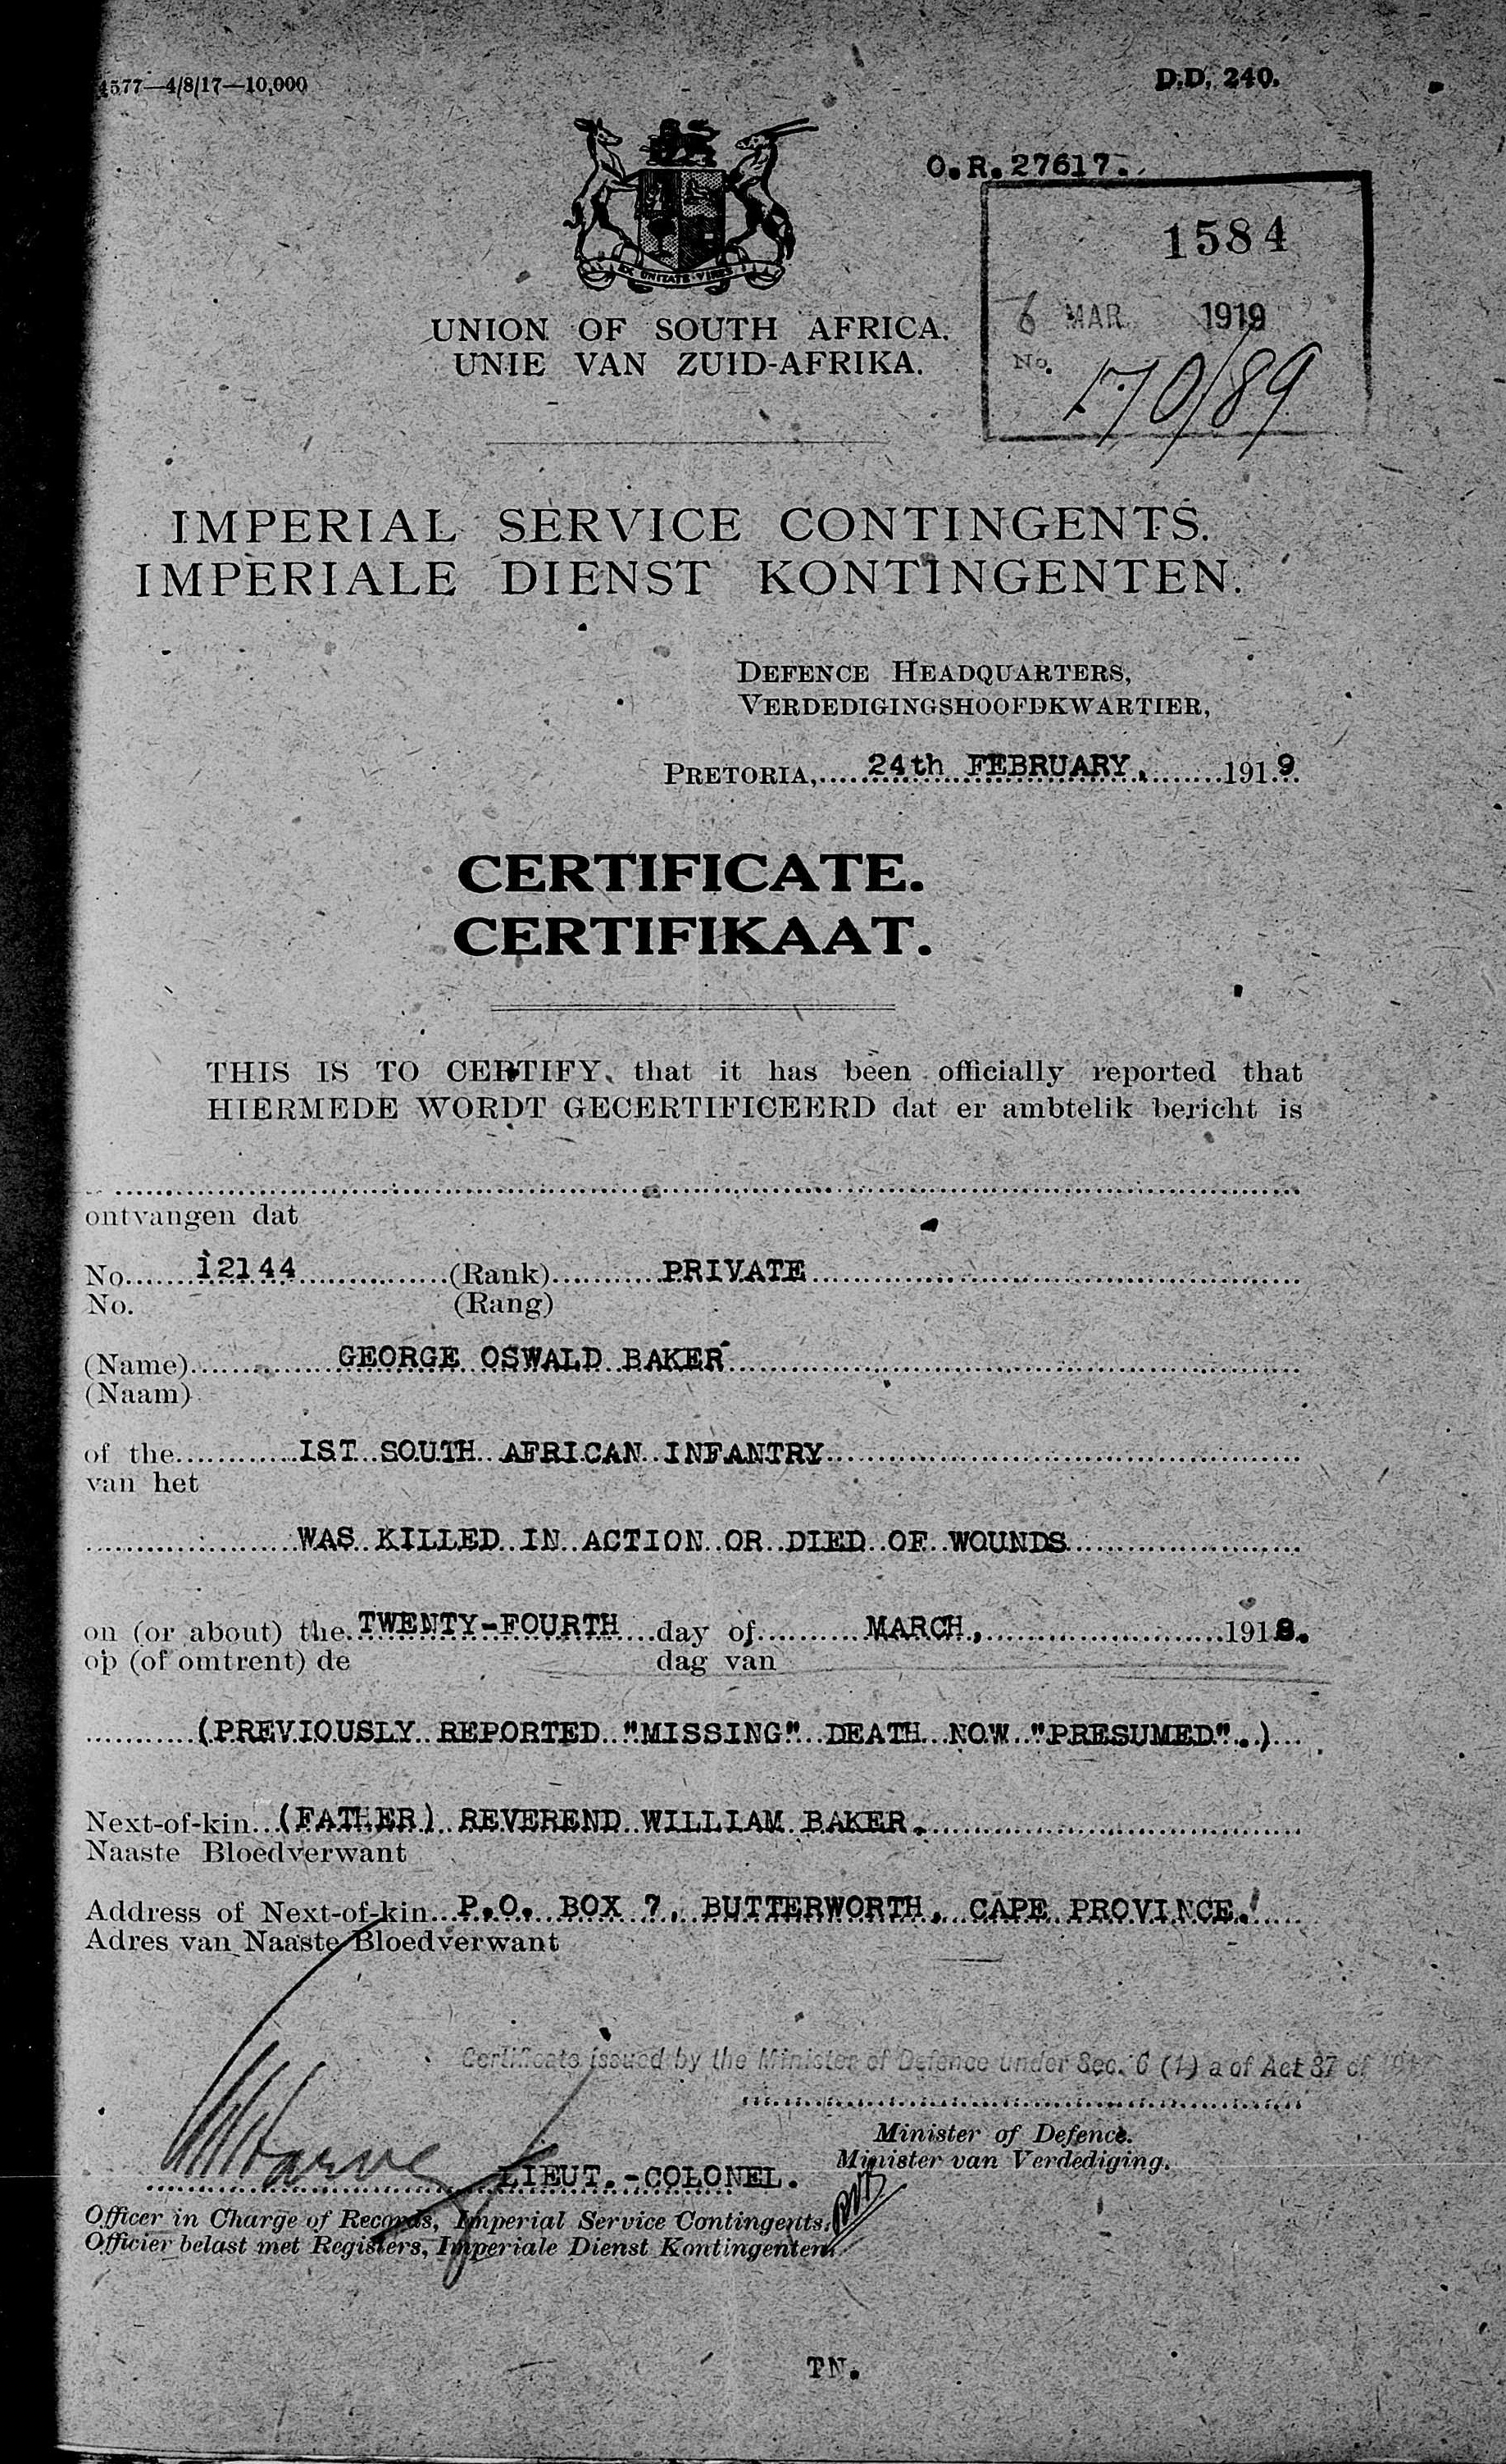 4577—4/8/17—10,000
D.D. 240.
O.R.27617.
1584
6 MAR. 1919
No. 170/89
EX UNITATE VIRES
UNION OF SOUTH AFRICA.
UNIE VAN ZUID-AFRIKA.
IMPERIAL SERVICE CONTINGENTS.
IMPERIALE DIENST KONTINGENTEN.
DEFENCE HEADQUARTERS,
VERDEDIGINGSHOOFDKWARTIER,
PRETORIA, 24th FEBRUARY, 1919.
CERTIFICATE.
CERTIFIKAAT.
THIS IS TO CERTIFY, that it has been officially reported that
HIERMEDE WORDT GECERTIFICEERD dat er ambtelik bericht is
ontvangen dat
No. 12144 (Rank) PRIVATE
No. (Rang)
(Name) GEORGE OSWALD BAKER
(Naam)
of the IST SOUTH AFRICAN INFANTRY
van het
WAS KILLED IN ACTION OR DIED OF WOUNDS
on (or about) the TWENTY-FOURTH day of MARCH, 1918.
op (of omtrent) de dag van
(PREVIOUSLY REPORTED "MISSING" DEATH NOW "PRESUMED".)
Next-of-kin (FATHER) REVEREND WILLIAM BAKER.
Naaste Bloedverwant
Address of Next-of-kin P.O. BOX 7, BUTTERWORTH, CAPE PROVINCE.
Adres van Naaste Bloedverwant
Certificate issued by the Minister of Defence under Sec. 6 (1) a of Act 37 of
Minister of Defence.
Minister van Verdediging.
LIEUT.-COLONEL.
Officer in Charge of Records, Imperial Service Contingents.
Officier belast met Registers, Imperiale Dienst Kontingenten.
TN.